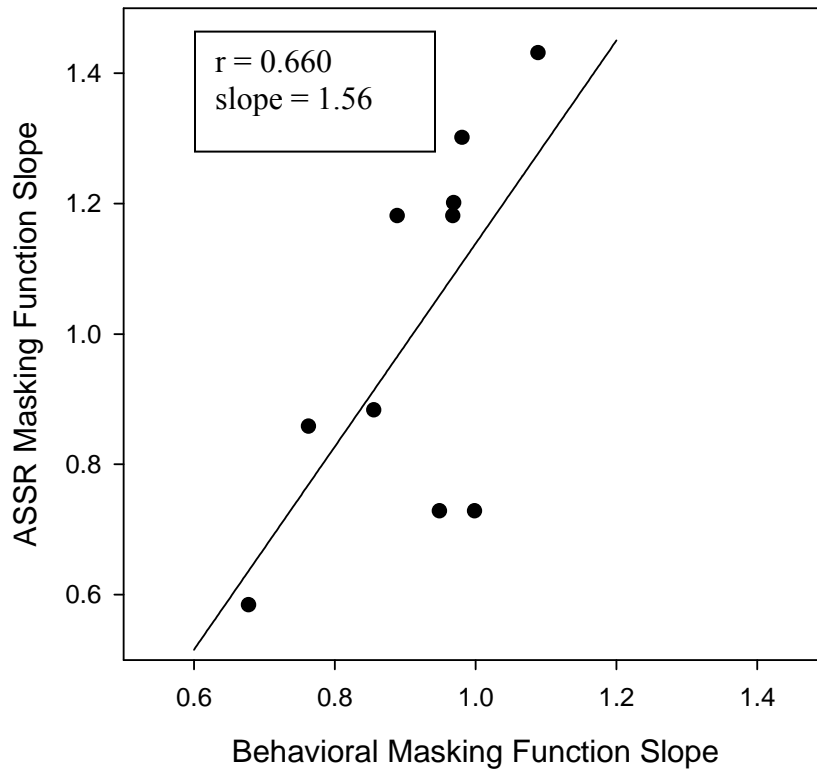 r = 0.660
slope = 1.56
1.4
1.2
1.0
0.8
0.6
ASSR Masking Function Slope
0.6 0.8 1.0 1.2 1.4
Behavioral Masking Function Slope